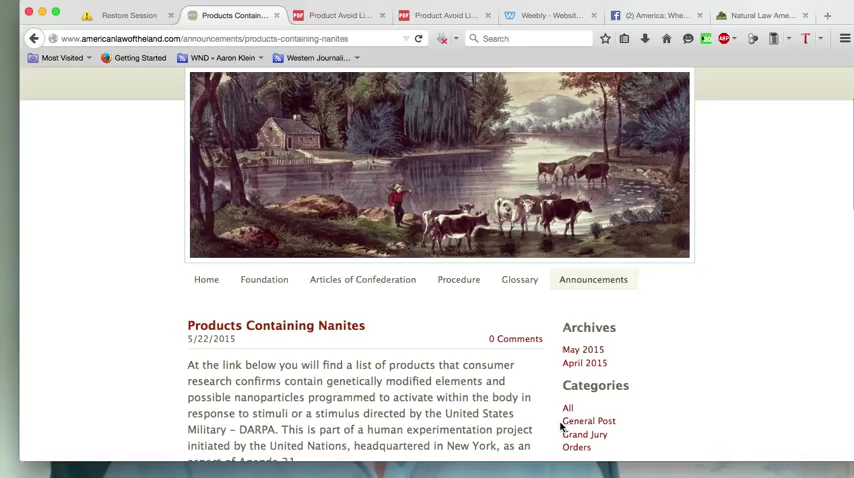 Restore Session
Products Contain...
Product Avoid Li...
Product Avoid Li...
Weebly - Websit...
(2) America: Whe...
Natural Law Ame...
www.americanlawoftheland.com/announcements/products-containing-nanites
Search
ABP
T
Most Visited
Getting Started
WND » Aaron Klein
Western Journali...
Home
Foundation
Articles of Confederation
Procedure
Glossary
Announcements
Products Containing Nanites
5/22/2015
0 Comments
At the link below you will find a list of products that consumer
research confirms contain genetically modified elements and
possible nanoparticles programmed to activate within the body in
response to stimuli or a stimulus directed by the United States
Military - DARPA. This is part of a human experimentation project
initiated by the United Nations, headquartered in New York, as an
aspect of Agenda 21.
Archives
May 2015
April 2015
Categories
All
General Post
Grand Jury
Orders